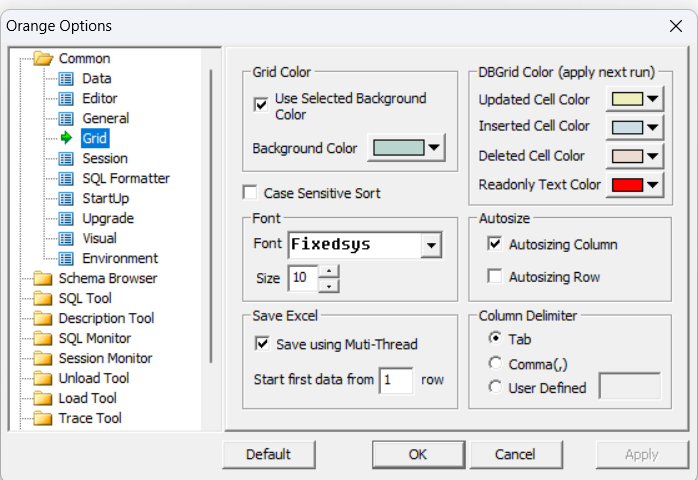 Orange Options
Common
Data
Editor
General
Grid
Session
SQL Formatter
StartUp
Upgrade
Visual
Environment
Schema Browser
SQL Tool
Description Tool
SQL Monitor
Session Monitor
Unload Tool
Load Tool
Trace Tool
Grid Color
Use Selected Background
Color
Background Color
Case Sensitive Sort
Font
Font Fixedsys
Size 10
Save Excel
Save using Muti-Thread
Start first data from 1 row
DBGrid Color (apply next run)
Updated Cell Color
Inserted Cell Color
Deleted Cell Color
Readonly Text Color
Autosize
Autosizing Column
Autosizing Row
Column Delimiter
Tab
Comma(,)
User Defined
Default
OK
Cancel
Apply